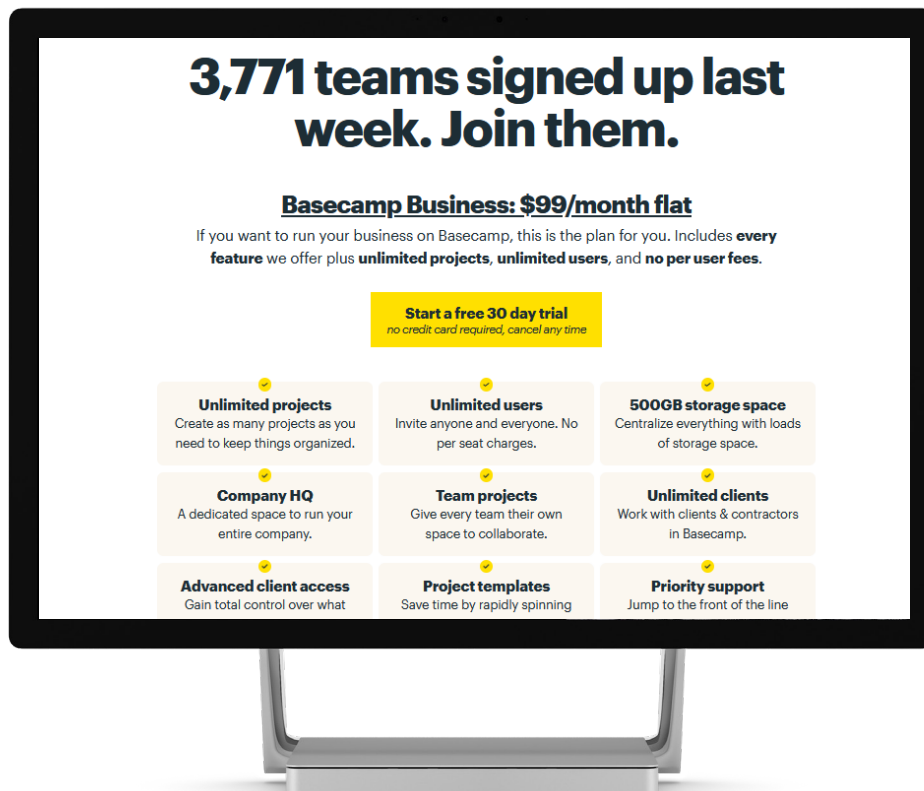 3,771 teams signed up last
week. Join them.
Basecamp Business: $99/month flat
If you want to run your business on Basecamp, this is the plan for you. Includes every
feature we offer plus unlimited projects, unlimited users, and no per user fees.
Start a free 30 day trial
no credit card required, cancel any time
Unlimited projects
Create as many projects as you
need to keep things organized.
Unlimited users
Invite anyone and everyone. No
per seat charges.
500GB storage space
Centralize everything with loads
of storage space.
Company HQ
A dedicated space to run your
entire company.
Team projects
Give every team their own
space to collaborate.
Unlimited clients
Work with clients & contractors
in Basecamp.
Advanced client access
Gain total control over what
Project templates
Save time by rapidly spinning
Priority support
Jump to the front of the line